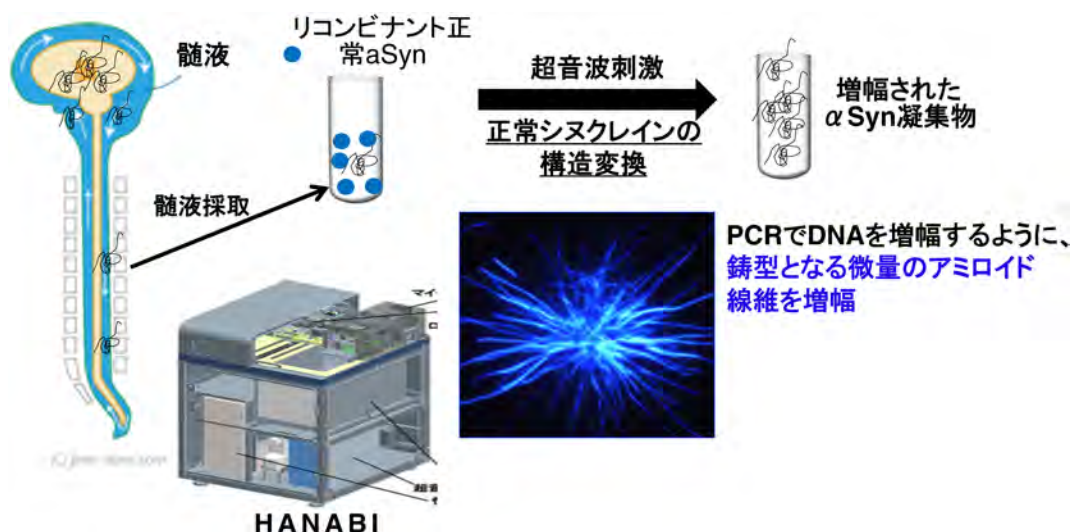 髄液
リコンビナント正
常aSyn
超音波刺激
正常シヌクレインの
構造変換
増幅された
αSyn凝集物
髄液採取
PCRでDNAを増幅するように、
鋳型となる微量のアミロイド
線維を増幅
マイ
HANABI